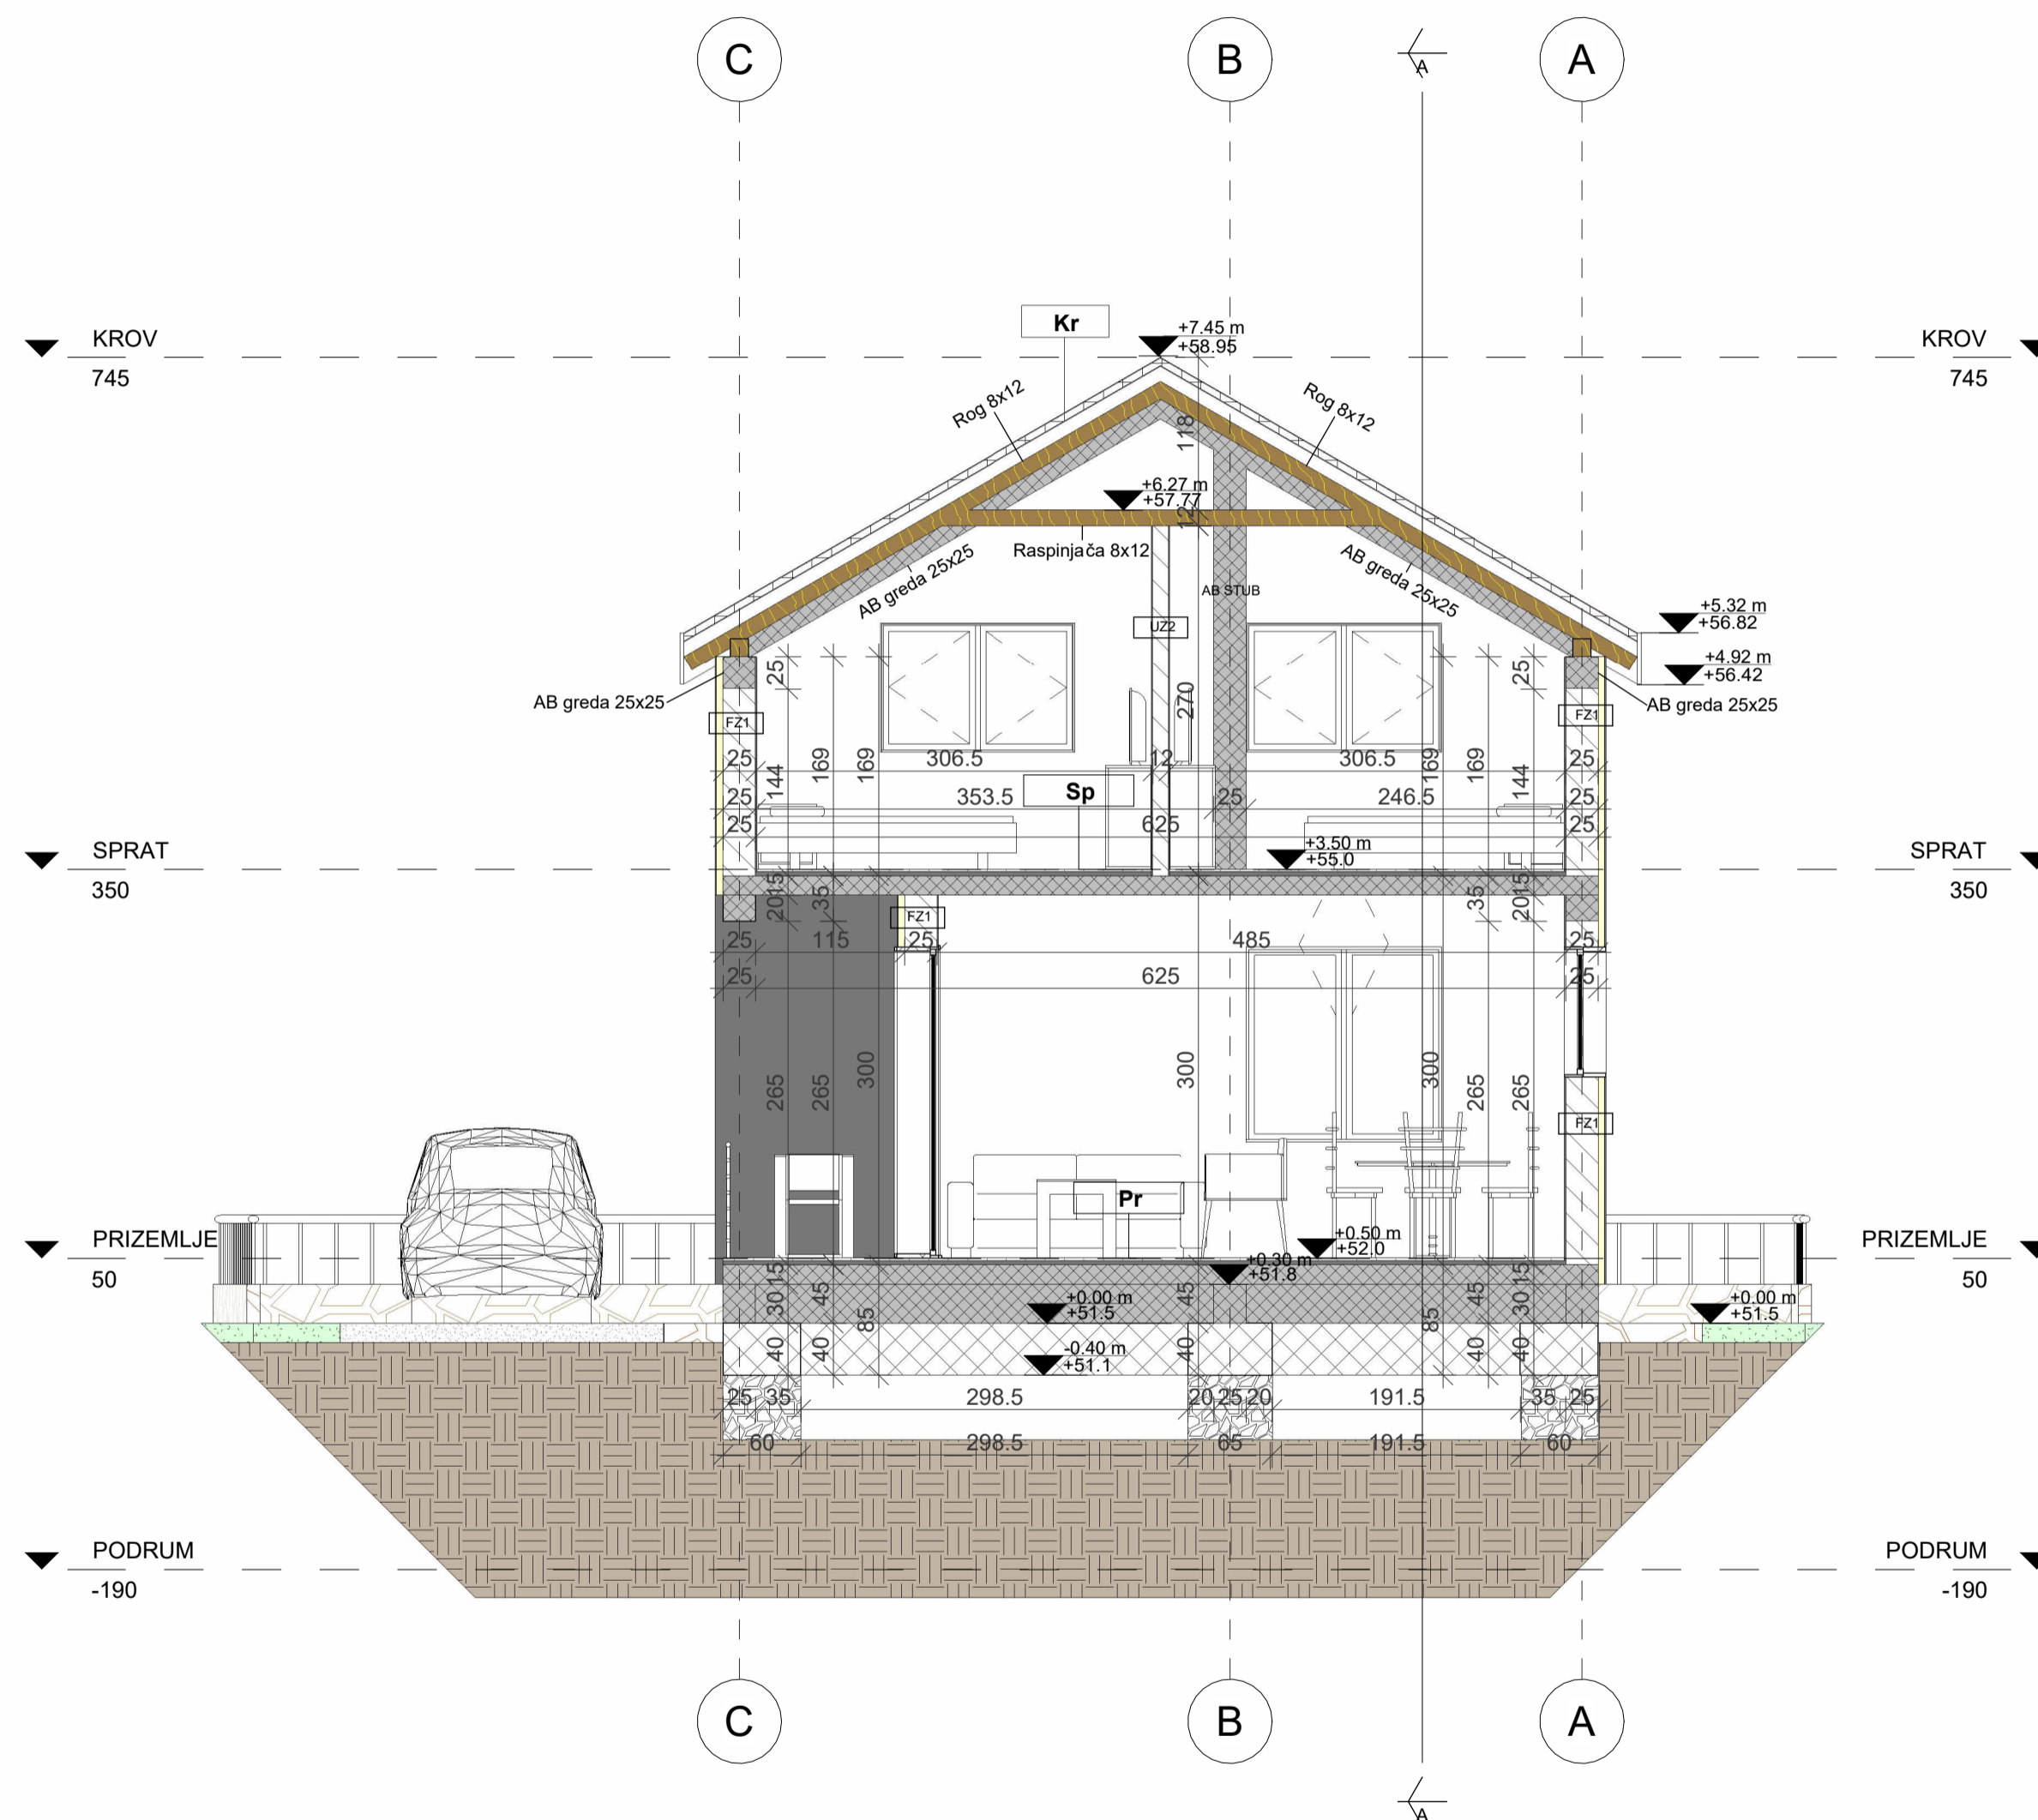 C
B
A
A
Kr
+7.45 m
+58.95
KROV
745
KROV
745
Rog 8x12
Rog 8x12
118
+6.27 m
+57.77
12
Raspinjača 8x12
AB greda 25x25
AB greda 25x25
AB STUB
UZ2
+5.32 m
+56.82
+4.92 m
+56.42
AB greda 25x25
AB greda 25x25
FZ1
FZ1
25
25
270
144
169
169
169
169
144
25
306.5
12
306.5
25
25
353.5
Sp
25
246.5
25
25
625
25
SPRAT
350
+3.50 m
+55.0
SPRAT
350
2015
35
35
2015
FZ1
25
115
25
485
25
25
625
25
265
265
300
300
300
265
265
FZ1
Pr
PRIZEMLJE
50
+0.50 m
+52.0
PRIZEMLJE
50
+0.30 m
+51.8
3015
45
85
45
85
45
3015
+0.00 m
+51.5
+0.00 m
+51.5
40
40
-0.40 m
+51.1
40
40
40
25
35
298.5
20
25
20
191.5
35
25
60
298.5
65
191.5
60
PODRUM
-190
PODRUM
-190
C
B
A
A